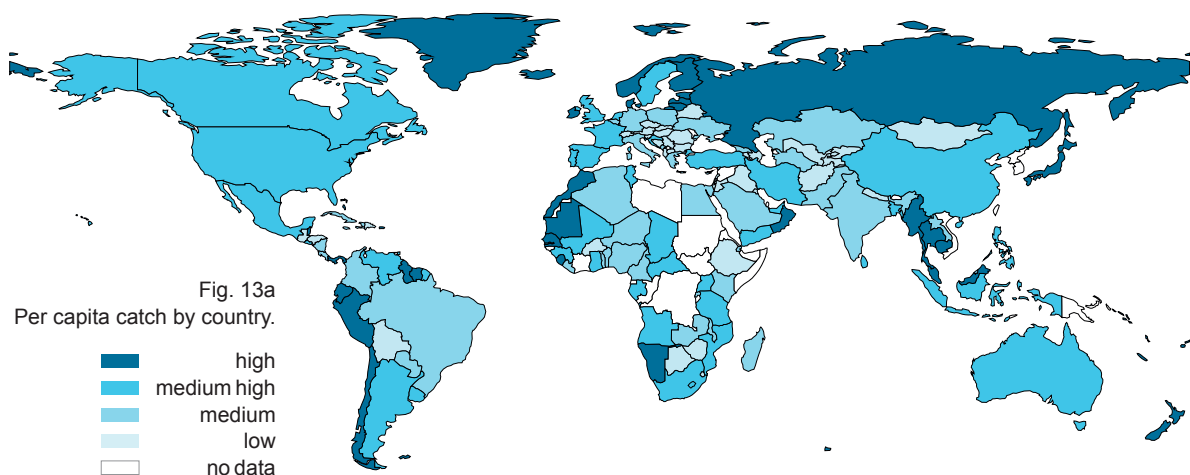 Fig. 13a
Per capita catch by country.
high
medium high
medium
low
no data